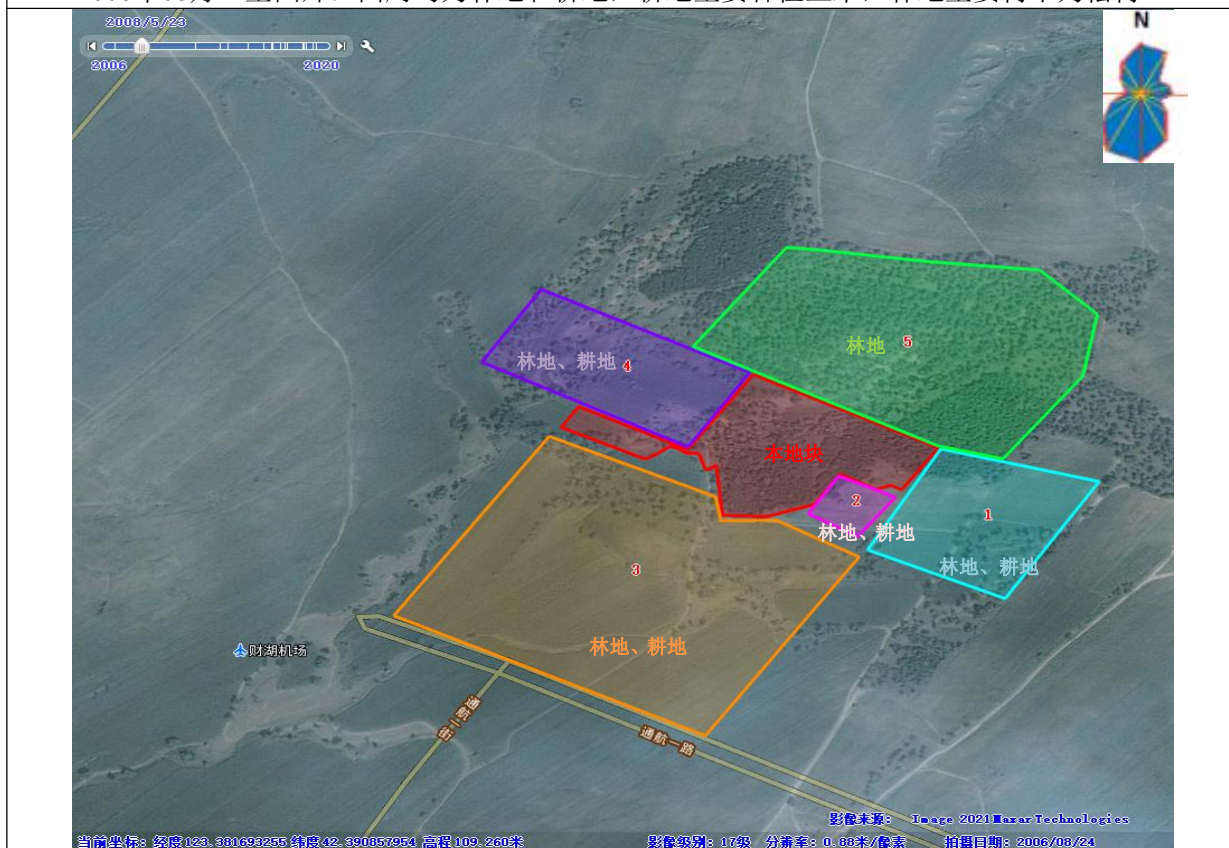 2008/5/23
2006 2020
N
林地 5
林地、耕地 4
本地块
2
1
林地、耕地
林地、耕地
3
林地、耕地
财湖机场
通航一路
影像来源: Image 2021 Maxar Technologies
当前坐标: 经度123.381693255 纬度42.390857954 高程109.260米 影像级别: 17级 分辨率: 0.88米/像素 拍摄日期: 2006/08/24